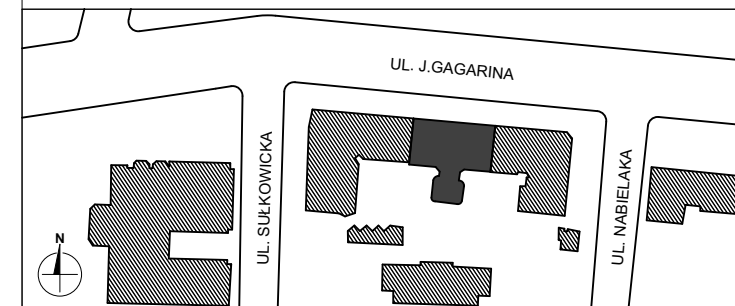 UL. J.GAGARINA
UL. SUŁKOWICKA
UL. NABIELAKA
N